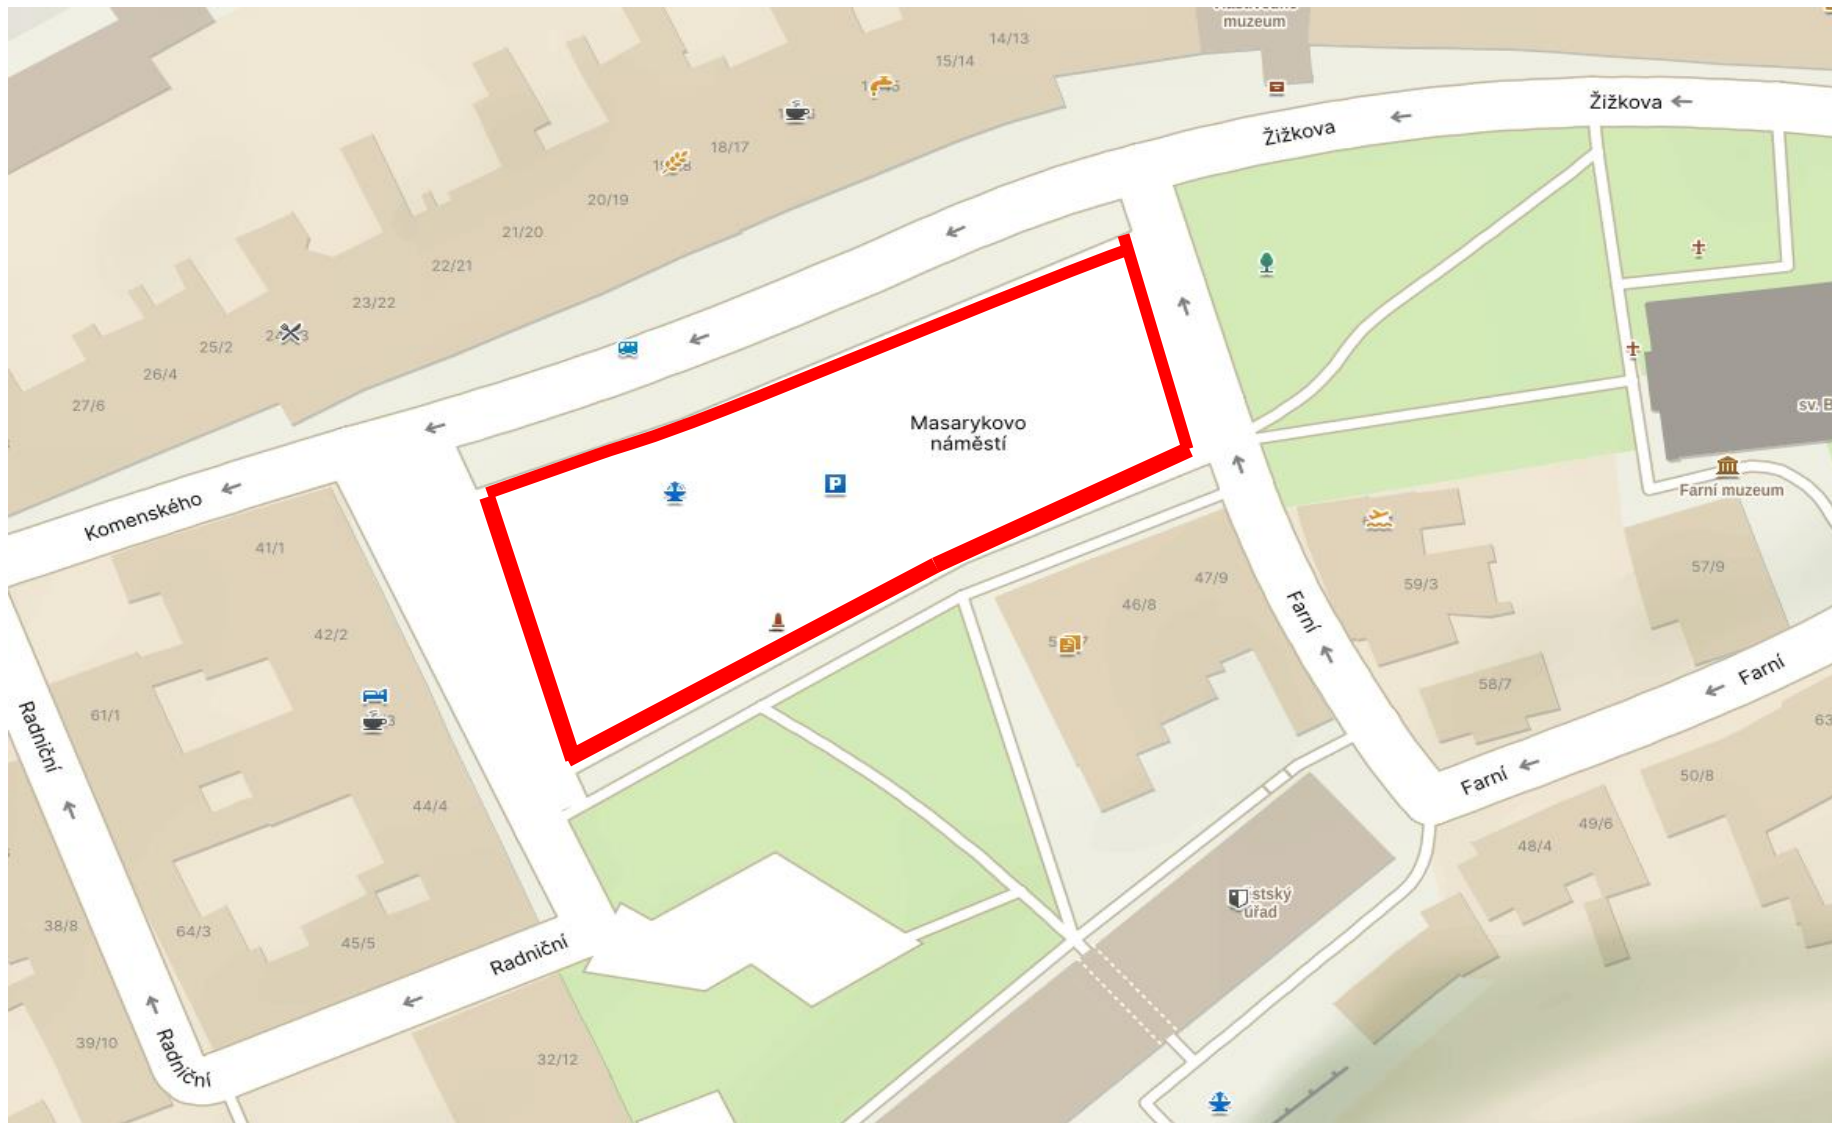 muzeum
14/13
15/14
Žižkova
Žižkova
18/17
20/19
21/20
22/21
23/22
25/2
26/4
27/6
Masarykovo
náměstí
P
Komenského
Farní muzeum
41/1
47/9
46/8
59/3
57/9
Farní
42/2
58/7
Farní
61/1
Radniční
44/4
Farní
50/8
49/6
48/4
úřad
38/8
64/3
45/5
Radniční
39/10
Radniční
32/12